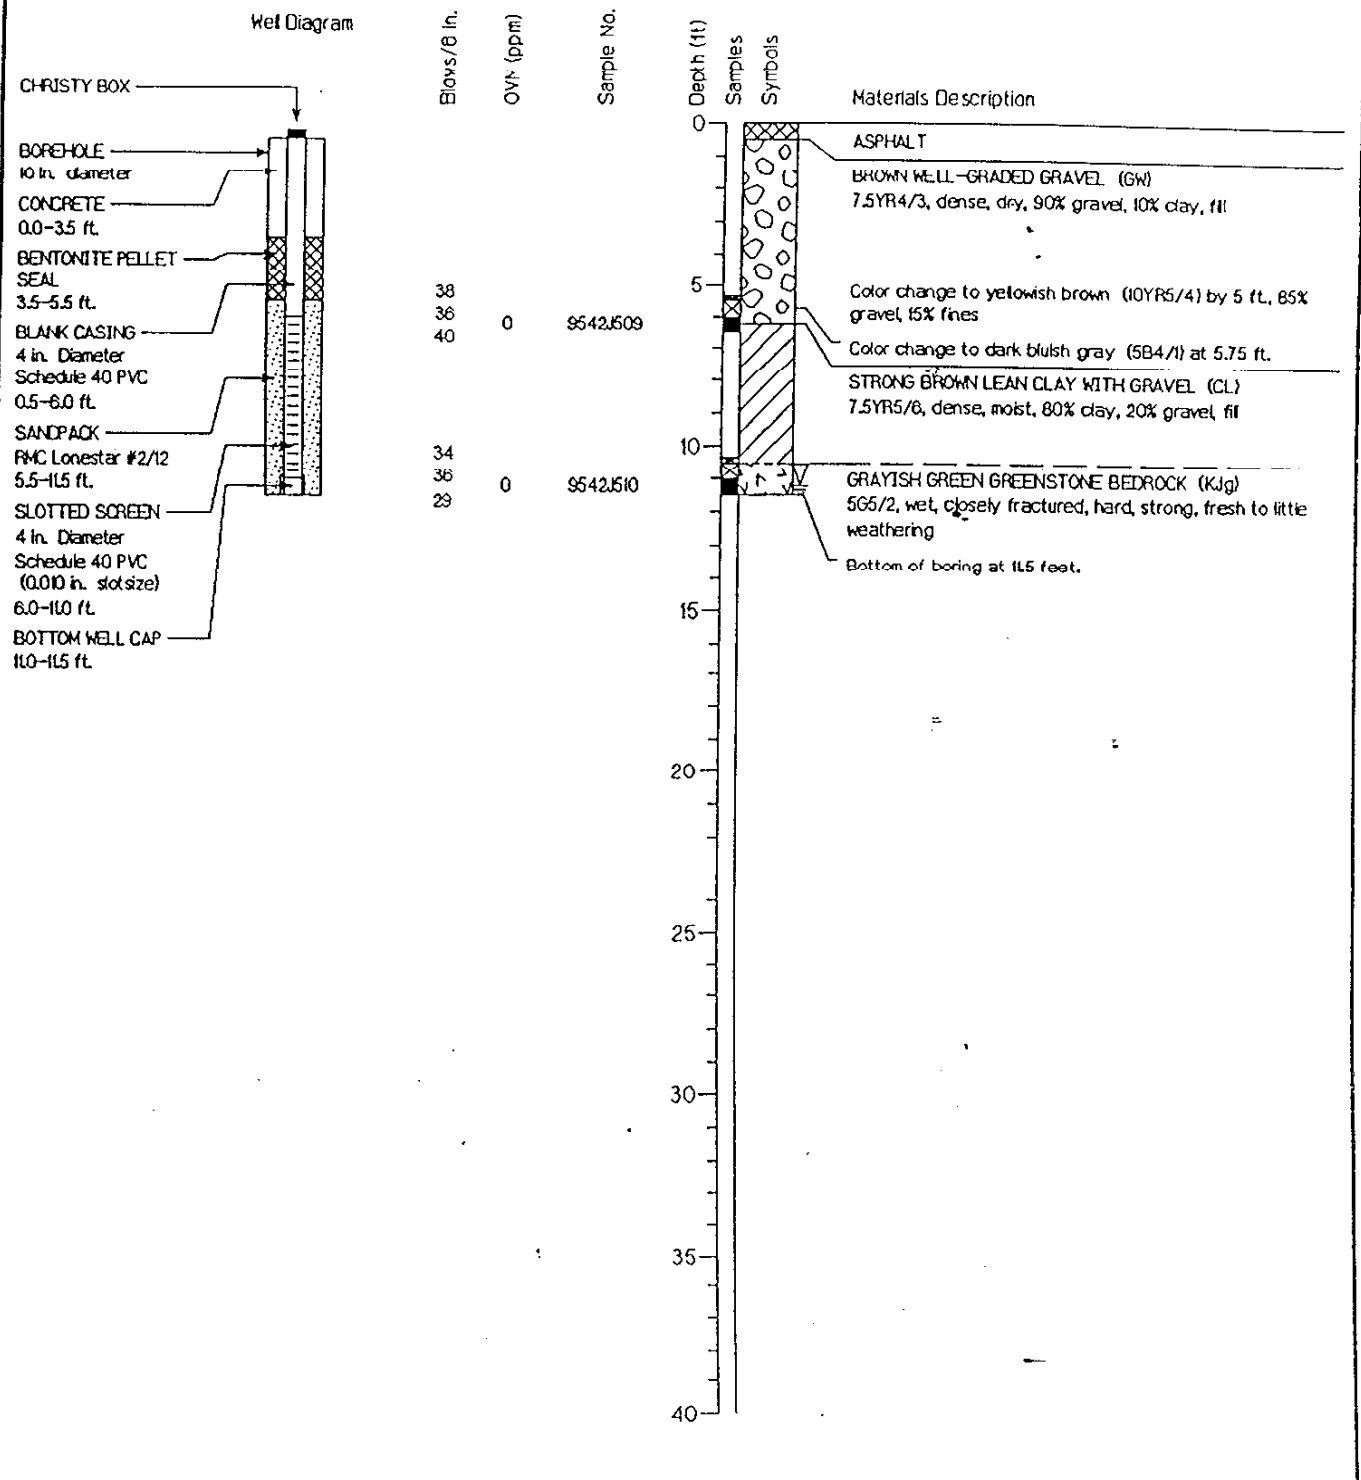 Well Diagram
Blows/6 In.
OVM (ppm)
Sample No.
Depth (ft)
Samples
Symbols
Materials Description
CHRISTY BOX
BOREHOLE
10 In. diameter
CONCRETE
0.0-3.5 ft.
BENTONITE PELLET
SEAL
3.5-5.5 ft.
BLANK CASING
4 in. Diameter
Schedule 40 PVC
0.5-6.0 ft.
SANDPACK
RMC Lonestar #2/12
5.5-11.5 ft.
SLOTTED SCREEN
4 in. Diameter
Schedule 40 PVC
(0.010 in. slot size)
6.0-11.0 ft.
BOTTOM WELL CAP
11.0-11.5 ft.
38
36
40
0
9542J509
34
36
29
0
9542J510
0
5
10
15
20
25
30
35
40
ASPHALT
BROWN WELL-GRADED GRAVEL (GW)
7.5YR4/3, dense, dry, 90% gravel, 10% clay, fill
Color change to yellowish brown (10YR5/4) by 5 ft., 85%
gravel, 15% fines
Color change to dark bluish gray (5B4/1) at 5.75 ft.
STRONG BROWN LEAN CLAY WITH GRAVEL (CL)
7.5YR5/6, dense, moist, 80% clay, 20% gravel, fill
GRAYISH GREEN GREENSTONE BEDROCK (KJg)
5G5/2, wet, closely fractured, hard, strong, fresh to little
weathering
Bottom of boring at 11.5 feet.